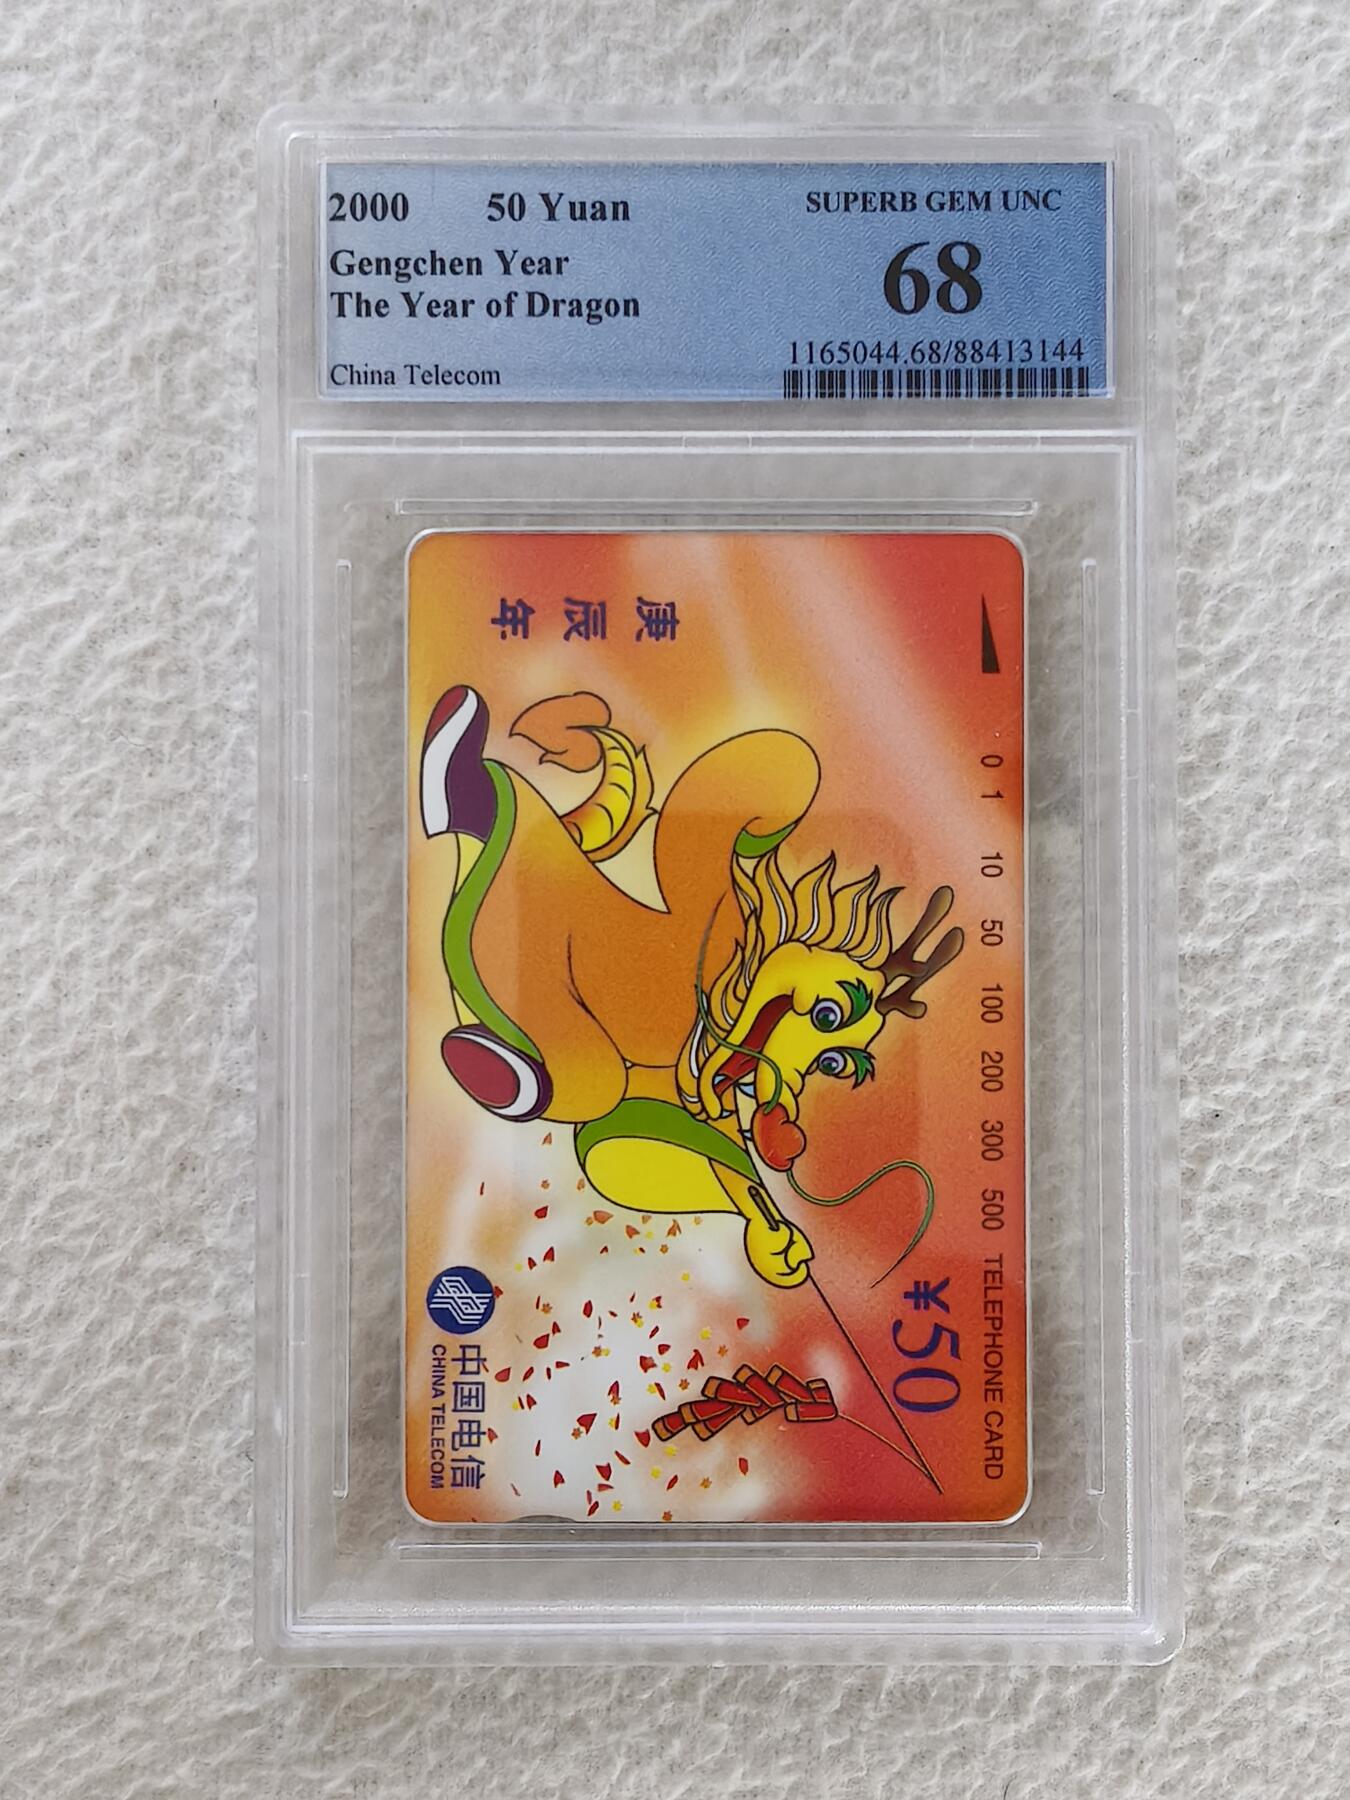 2000 50 Yuan
Gengchen Year
The Year of Dragon
China Telecom
SUPERB GEM UNC
68
1165044.68/88413144
庚辰年
0 1 10 50 100 200 300 500 TELEPHONE CARD
¥50
中国电信
CHINA TELECOM